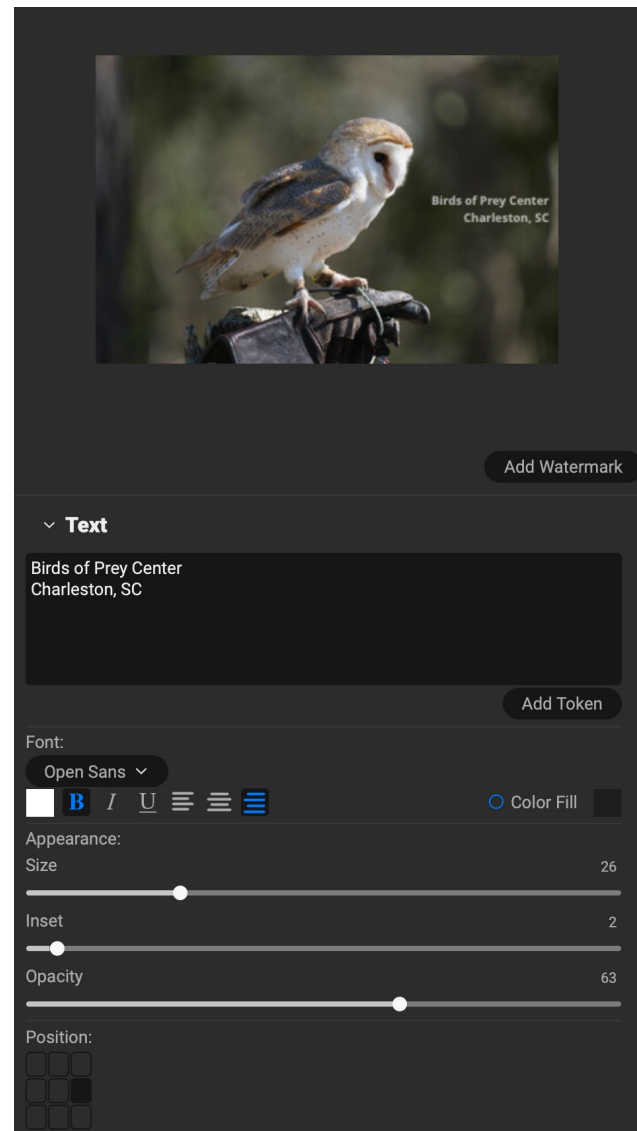 Birds of Prey Center
Charleston, SC
Add Watermark
Text
Birds of Prey Center
Charleston, SC
Add Token
Font:
Open Sans
B I U Color Fill
Appearance:
Size 26
Inset 2
Opacity 63
Position: